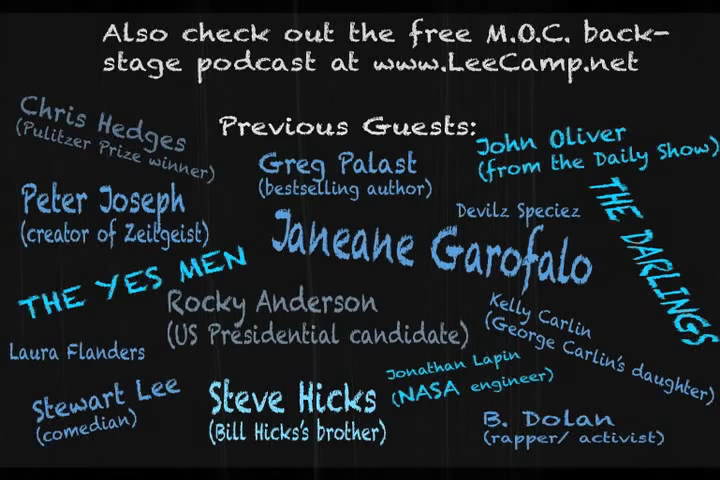 Also check out the free M.O.C. back-
stage podcast at www.LeeCamp.net
Previous Guests:
Chris Hedges
(Pulitzer Prize winner)
Greg Palast
(bestselling author)
John Oliver
(from the Daily Show)
Peter Joseph
(creator of Zeitgeist)
Janeane Garofalo
Devilz Speciez
THE DARLINGS
THE YES MEN
Rocky Anderson
(US Presidential candidate)
Kelly Carlin
(George Carlin's daughter)
Laura Flanders
Jonathan Lapin
(NASA engineer)
Stewart Lee
(comedian)
Steve Hicks
(Bill Hicks's brother)
B. Dolan
(rapper/ activist)